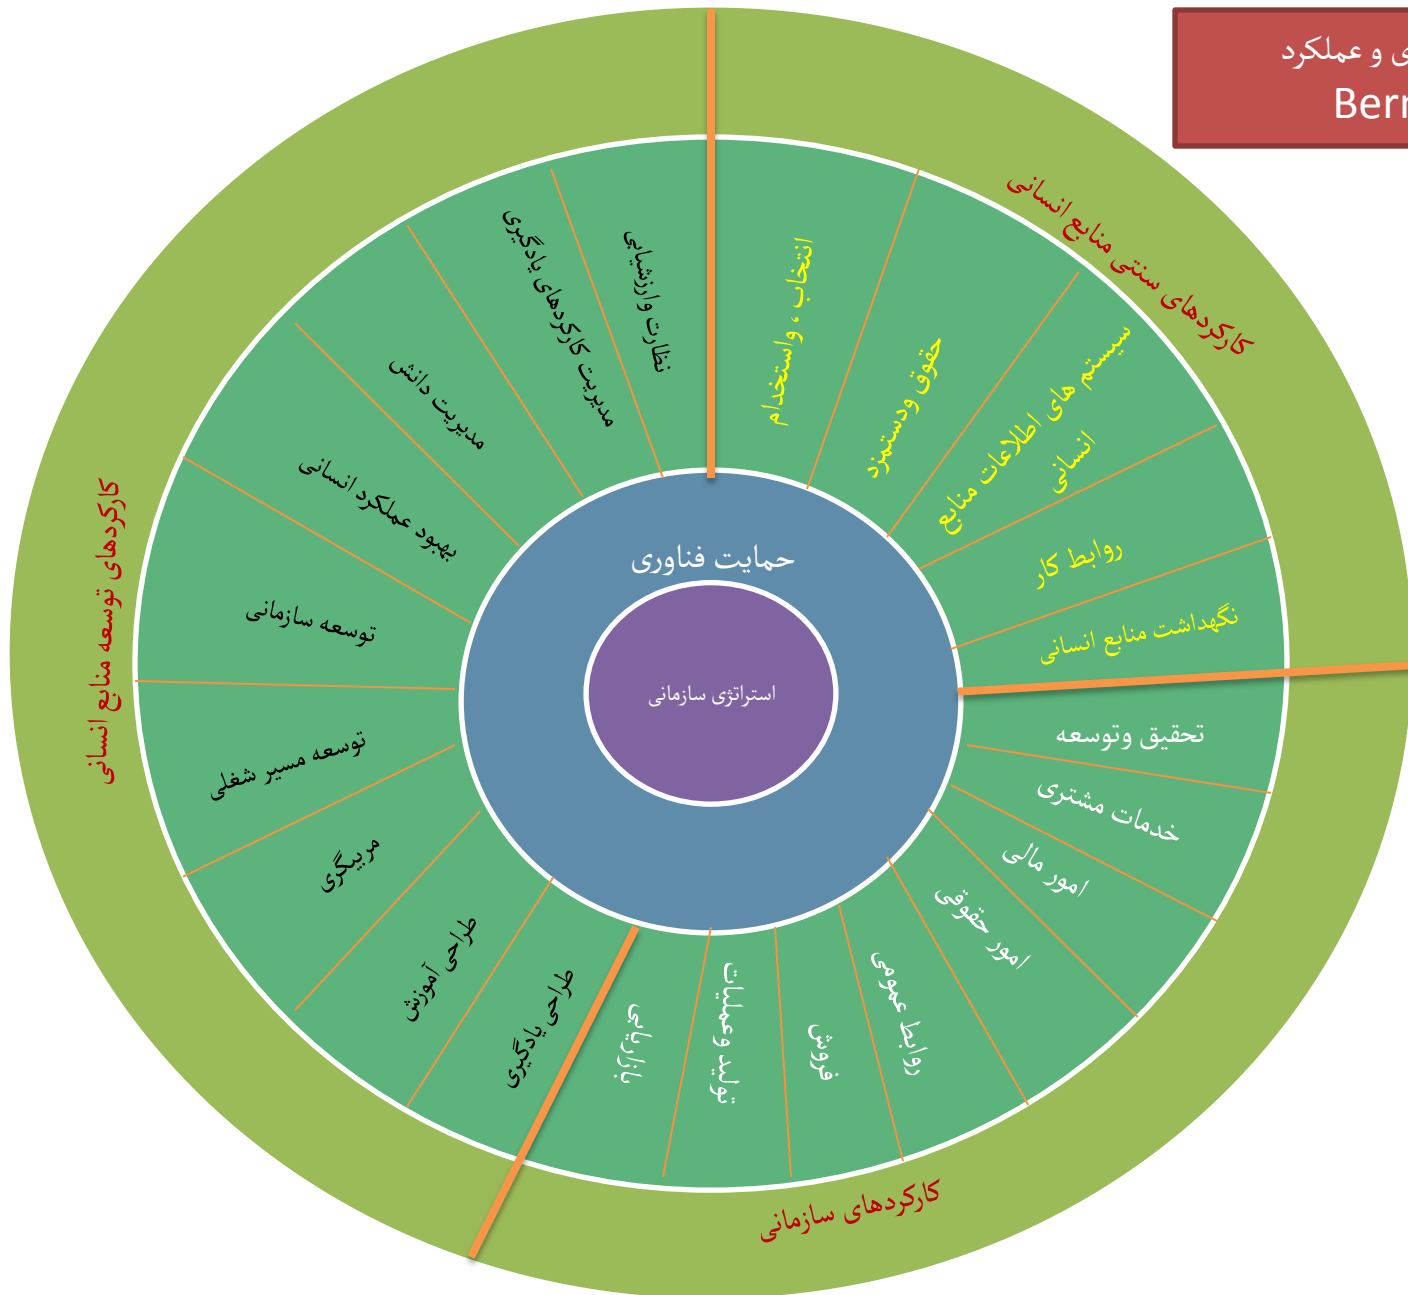 ی و عملکرد
Bern
کارکردهای سنتی منابع انسانی
انتخاب ، واستخدام
حقوق ودستمزد
سیستم های اطلاعات منابع
انسانی
روابط کار
نگهداشت منابع انسانی
کارکردهای سازمانی
تحقیق وتوسعه
خدمات مشتری
امور مالی
امور حقوقی
روابط عمومی
فروش
تولید وعملیات
بازاریابی
کارکردهای توسعه منابع انسانی
طراحی یادگیری
طراحی آموزش
مربیگری
توسعه مسیر شغلی
توسعه سازمانی
بهبود عملکرد انسانی
مدیریت دانش
مدیریت کارکردهای یادگیری
نظارت وارزشیابی
حمایت فناوری
استراتژی سازمانی